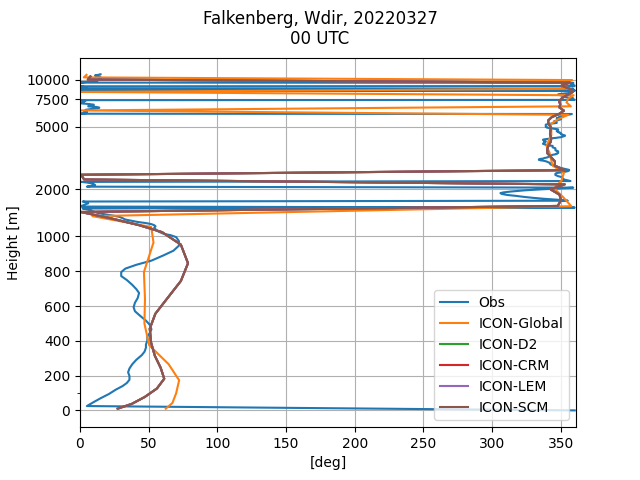 Falkenberg, Wdir, 20220327
00 UTC
Height [m]
10000
7500
5000
2000
1000
800
600
400
200
0
0
50
100
150
200
250
300
350
[deg]
Obs
ICON-Global
ICON-D2
ICON-CRM
ICON-LEM
ICON-SCM